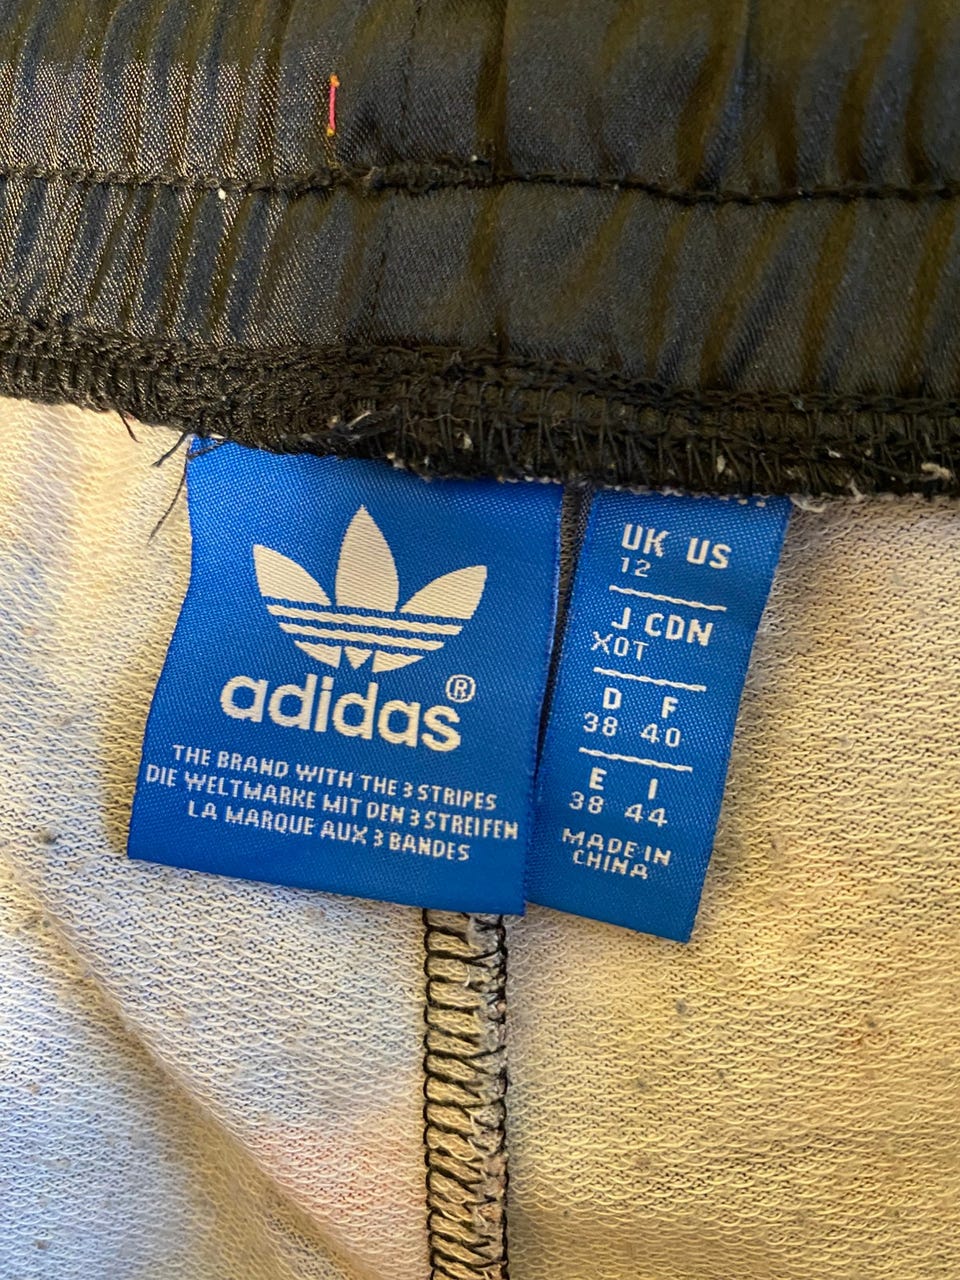 adidas®
THE BRAND WITH THE 3 STRIPES
DIE WELTMARKE MIT DEN 3 STREIFEN
LA MARQUE AUX 3 BANDES
UK US
12
J CDN
XOT
D F
38 40
E I
38 44
MADE IN
CHINA